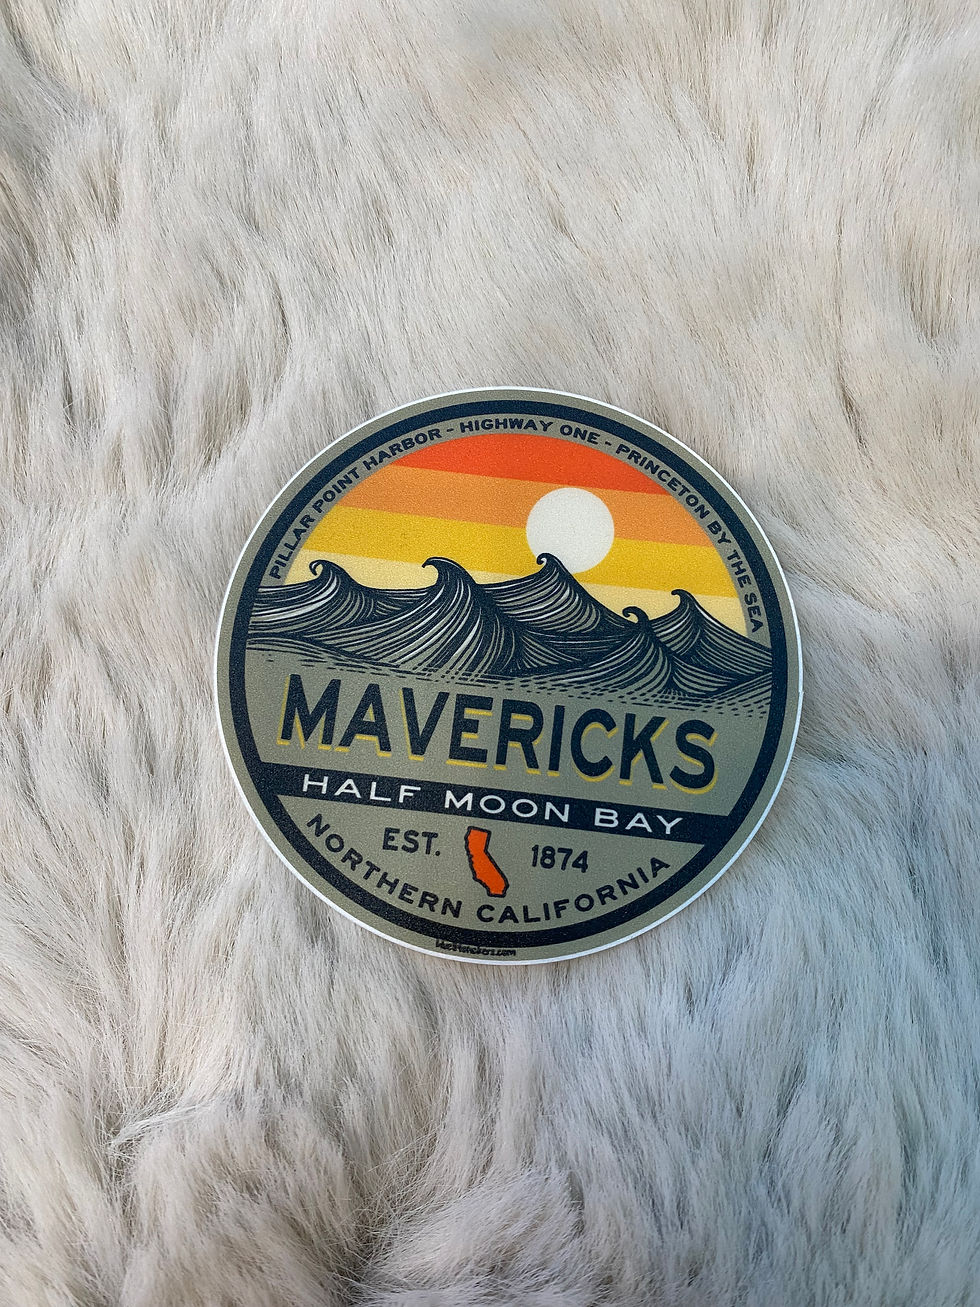 PILLAR POINT HARBOR - HIGHWAY ONE - PRINCETON BY THE SEA
MAVERICKS
HALF MOON BAY
EST. 1874
NORTHERN CALIFORNIA